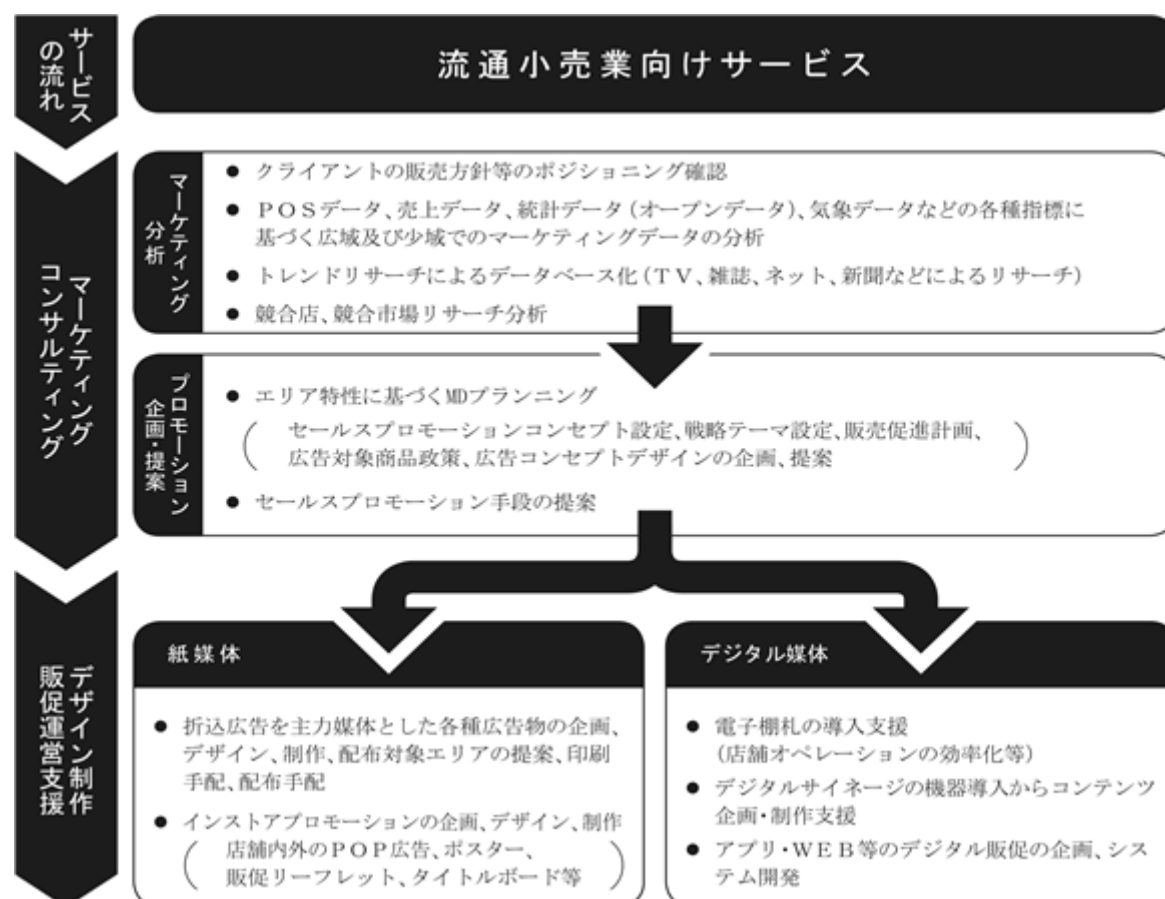 サービス
の流れ
流通小売業向けサービス
マーケティング
コンサルティング
マーケティング
分析
● クライアントの販売方針等のポジショニング確認
● ＰＯＳデータ、売上データ、統計データ（オープンデータ）、気象データなどの各種指標に
基づく広域及び少域でのマーケティングデータの分析
● トレンドリサーチによるデータベース化（ＴＶ、雑誌、ネット、新聞などによるリサーチ）
● 競合店、競合市場リサーチ分析
プロモーション
企画・提案
● エリア特性に基づくMDプランニング
（ セールスプロモーションコンセプト設定、戦略テーマ設定、販売促進計画、
広告対象商品政策、広告コンセプトデザインの企画、提案 ）
● セールスプロモーション手段の提案
デザイン制作
販促運営支援
紙媒体
● 折込広告を主力媒体とした各種広告物の企画、
デザイン、制作、配布対象エリアの提案、印刷
手配、配布手配
● インストアプロモーションの企画、デザイン、制作
（ 店舗内外のＰＯＰ広告、ポスター、
販促リーフレット、タイトルボード等 ）
デジタル媒体
● 電子棚札の導入支援
（店舗オペレーションの効率化等）
● デジタルサイネージの機器導入からコンテンツ
企画・制作支援
● アプリ・ＷＥＢ等のデジタル販促の企画、シス
テム開発